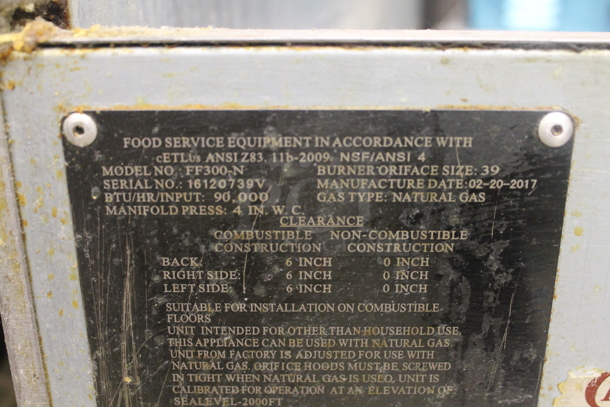 FOOD SERVICE EQUIPMENT IN ACCORDANCE WITH
cETLus ANSI Z83. 11b-2009 NSF/ANSI 4
MODEL NO: FF300-N BURNER ORIFACE SIZE: 39
SERIAL NO.: 16120739V MANUFACTURE DATE: 02-20-2017
BTU/HR/INPUT: 90,000 GAS TYPE: NATURAL GAS
MANIFOLD PRESS: 4 IN. W. C.
CLEARANCE
COMBUSTIBLE NON-COMBUSTIBLE
CONSTRUCTION CONSTRUCTION
BACK: 6 INCH 0 INCH
RIGHT SIDE: 6 INCH 0 INCH
LEFT SIDE: 6 INCH 0 INCH
SUITABLE FOR INSTALLATION ON COMBUSTIBLE
FLOORS
UNIT INTENDED FOR OTHER THAN HOUSEHOLD USE
THIS APPLIANCE CAN BE USED WITH NATURAL GAS
UNIT FROM FACTORY IS ADJUSTED FOR USE WITH
NATURAL GAS. ORIFICE HOODS MUST BE SCREWED
IN TIGHT WHEN NATURAL GAS IS USED, UNIT IS
CALIBRATED FOR OPERATION AT AN ELEVATION OF
SEALEVEL-2000FT